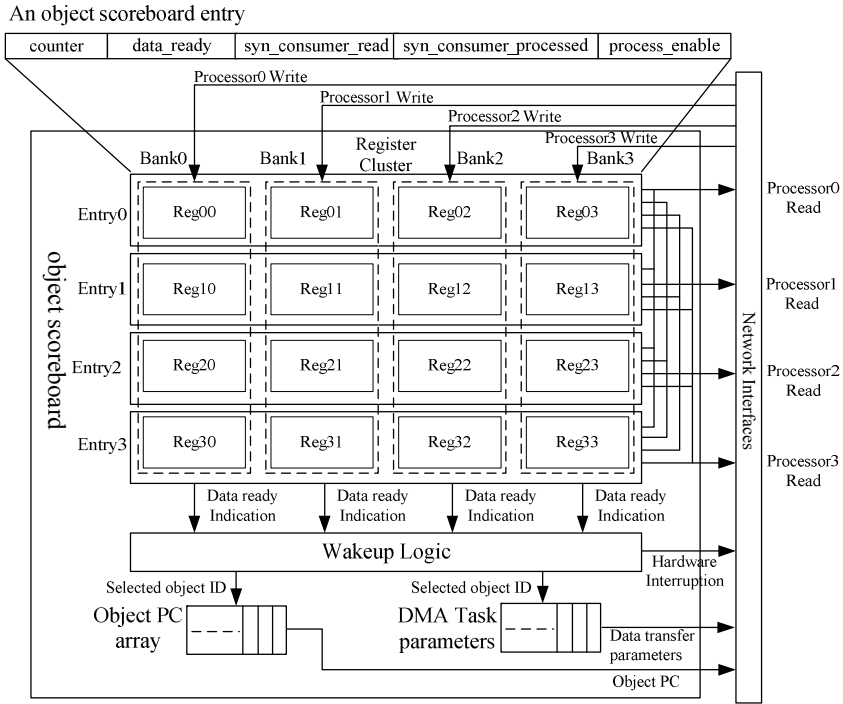 An object scoreboard entry
counter data_ready syn_consumer_read syn_consumer_processed process_enable
Processor0 Write
Processor1 Write
Processor2 Write
Processor3 Write
Register
Cluster
Bank0 Bank1 Bank2 Bank3
Entry0 Reg00 Reg01 Reg02 Reg03
Processor0
Read
Entry1 Reg10 Reg11 Reg12 Reg13
Processor1
Read
object scoreboard
Network Interfaces
Entry2 Reg20 Reg21 Reg22 Reg23
Processor2
Read
Entry3 Reg30 Reg31 Reg32 Reg33
Processor3
Read
Data ready
Indication
Data ready
Indication
Data ready
Indication
Data ready
Indication
Wakeup Logic
Hardware
Interruption
Selected object ID
Selected object ID
Object PC
array
DMA Task
parameters
Data transfer
parameters
Object PC